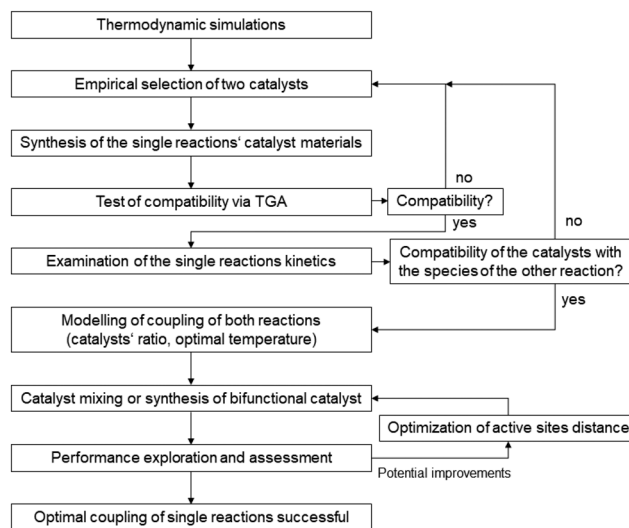 Thermodynamic simulations
Empirical selection of two catalysts
Synthesis of the single reactions‘ catalyst materials
no
Test of compatibility via TGA
Compatibility?
yes
no
Examination of the single reactions kinetics
Compatibility of the catalysts with
the species of the other reaction?
yes
Modelling of coupling of both reactions
(catalysts‘ ratio, optimal temperature)
Catalyst mixing or synthesis of bifunctional catalyst
Optimization of active sites distance
Performance exploration and assessment
Potential improvements
Optimal coupling of single reactions successful